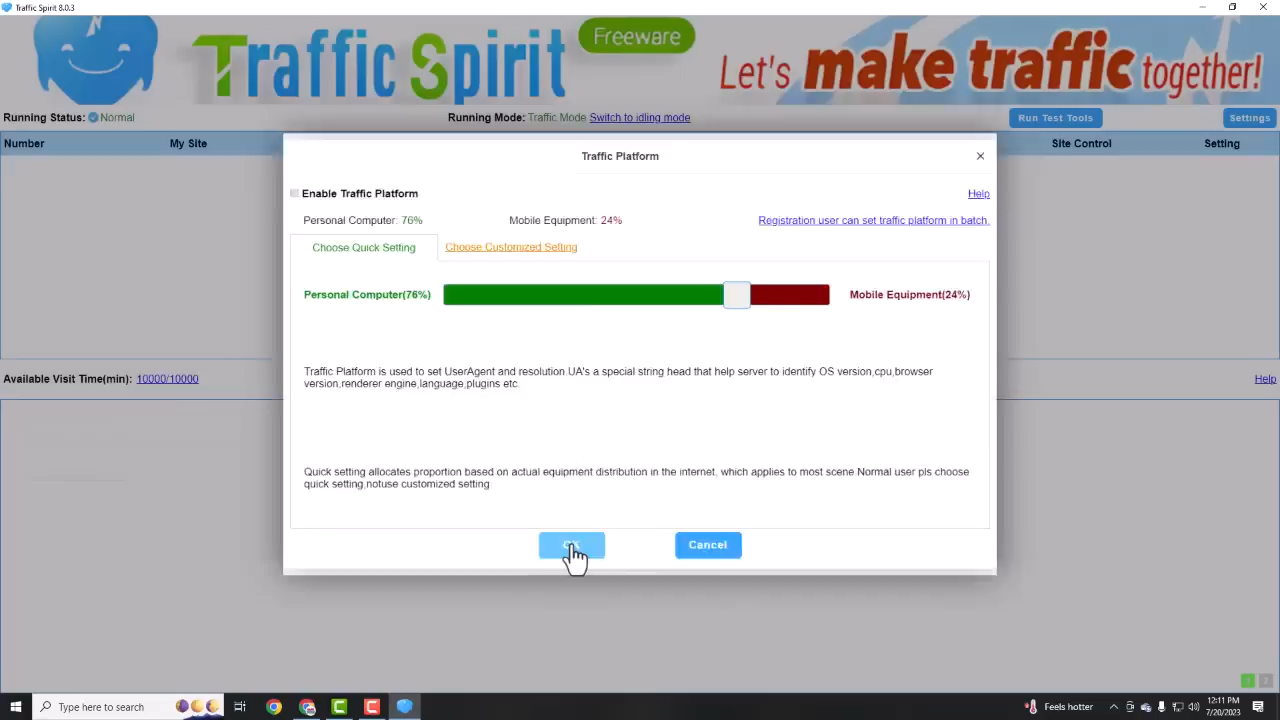 Traffic Spirit 8.0.3
Traffic Spirit
Freeware
Let's make traffic together!
Running Status: Normal
Running Mode: Traffic Mode Switch to idling mode
Run Test Tools
Settings
Number
My Site
Site Control
Setting
Traffic Platform
Enable Traffic Platform
Help
Personal Computer: 76%
Mobile Equipment: 24%
Registration user can set traffic platform in batch.
Choose Quick Setting
Choose Customized Setting
Personal Computer(76%)
Mobile Equipment(24%)
Traffic Platform is used to set UserAgent and resolution.UA's a special string head that help server to identify OS version,cpu,browser
version,renderer engine,language,plugins etc.
Available Visit Time(min): 10000/10000
Help
Quick setting allocates proportion based on actual equipment distribution in the internet, which applies to most scene.Normal user pls choose
quick setting,notuse customized setting
Cancel
1
2
Type here to search
Feels hotter
12:11 PM
7/20/2023